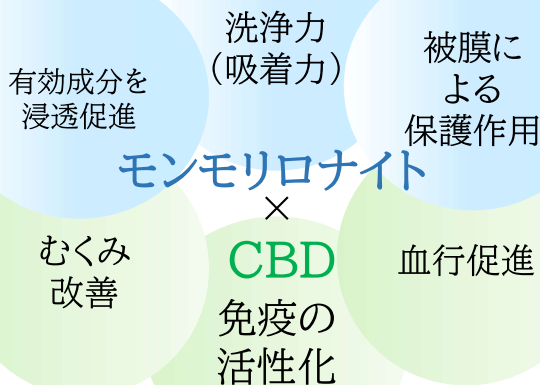 有効成分を
浸透促進
洗浄力
（吸着力）
被膜に
よる
保護作用
モンモリロナイト
×
CBD
むくみ
改善
免疫の
活性化
血行促進